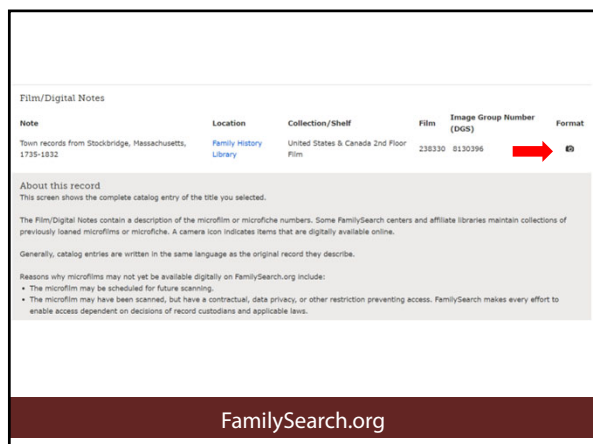 Film/Digital Notes
Note Location Collection/Shelf Film Image Group Number (DGS) Format
Town records from Stockbridge, Massachusetts, 1735-1832 Family History Library United States & Canada 2nd Floor Film 238330 8130396
About this record
This screen shows the complete catalog entry of the title you selected.
The Film/Digital Notes contain a description of the microfilm or microfiche numbers. Some FamilySearch centers and affiliate libraries maintain collections of
previously loaned microfilms or microfiche. A camera icon indicates items that are digitally available online.
Generally, catalog entries are written in the same language as the original record they describe.
Reasons why microfilms may not yet be available digitally on FamilySearch.org include:
• The microfilm may be scheduled for future scanning.
• The microfilm may have been scanned, but have a contractual, data privacy, or other restriction preventing access. FamilySearch makes every effort to
enable access dependent on decisions of record custodians and applicable laws.
FamilySearch.org